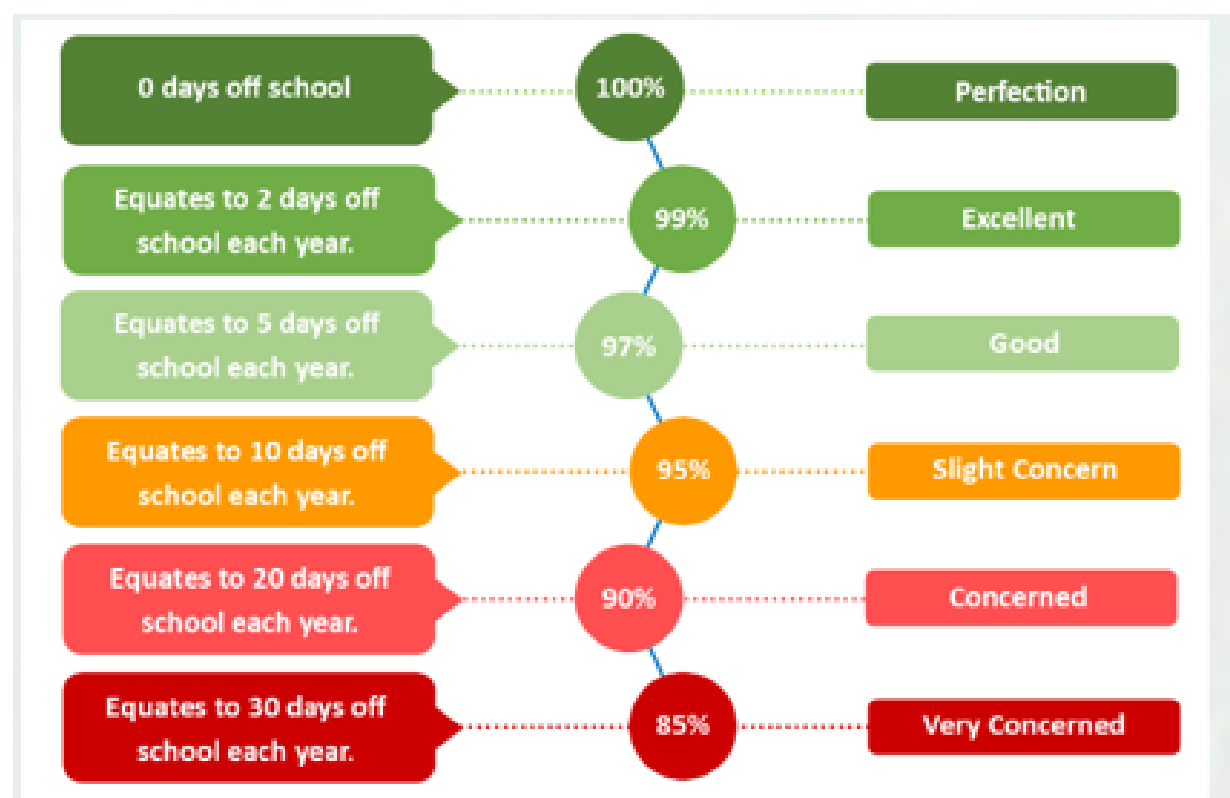 0 days off school
100%
Perfection
Equates to 2 days off
school each year.
99%
Excellent
Equates to 5 days off
school each year.
97%
Good
Equates to 10 days off
school each year.
95%
Slight Concern
Equates to 20 days off
school each year.
90%
Concerned
Equates to 30 days off
school each year.
85%
Very Concerned